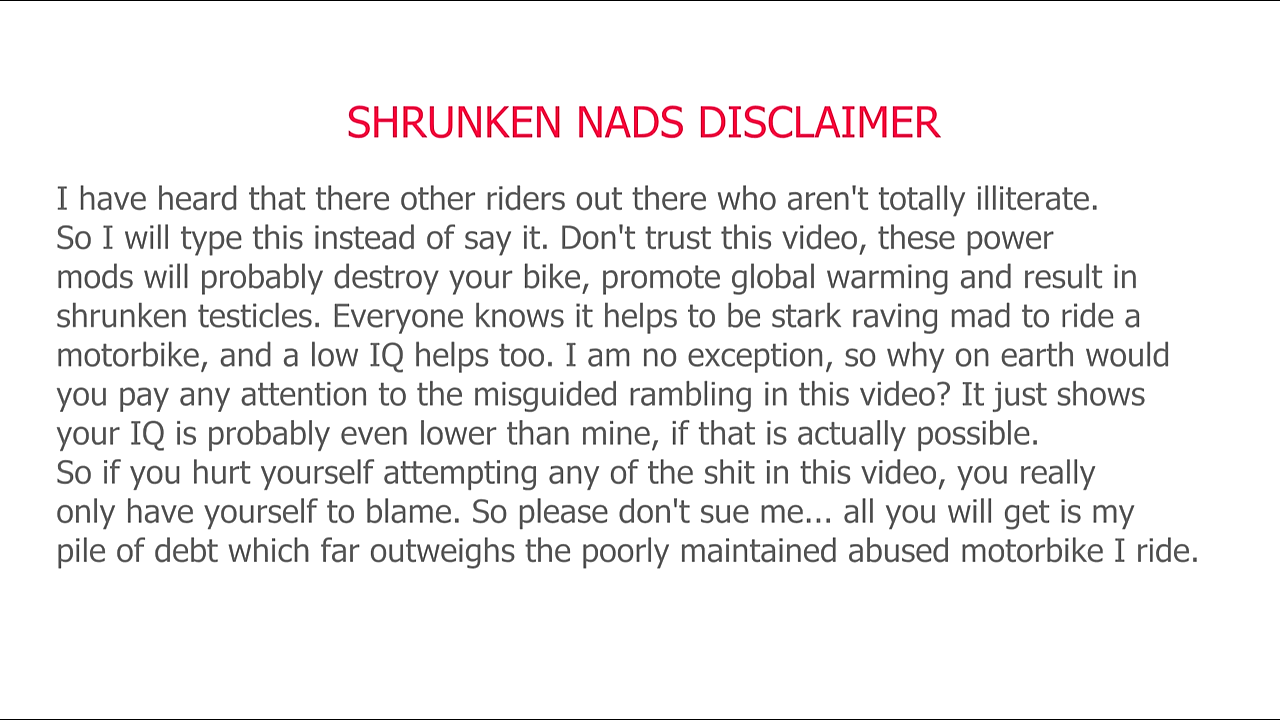 SHRUNKEN NADS DISCLAIMER
I have heard that there other riders out there who aren't totally illiterate.
So I will type this instead of say it. Don't trust this video, these power
mods will probably destroy your bike, promote global warming and result in
shrunken testicles. Everyone knows it helps to be stark raving mad to ride a
motorbike, and a low IQ helps too. I am no exception, so why on earth would
you pay any attention to the misguided rambling in this video? It just shows
your IQ is probably even lower than mine, if that is actually possible.
So if you hurt yourself attempting any of the shit in this video, you really
only have yourself to blame. So please don't sue me... all you will get is my
pile of debt which far outweighs the poorly maintained abused motorbike I ride.